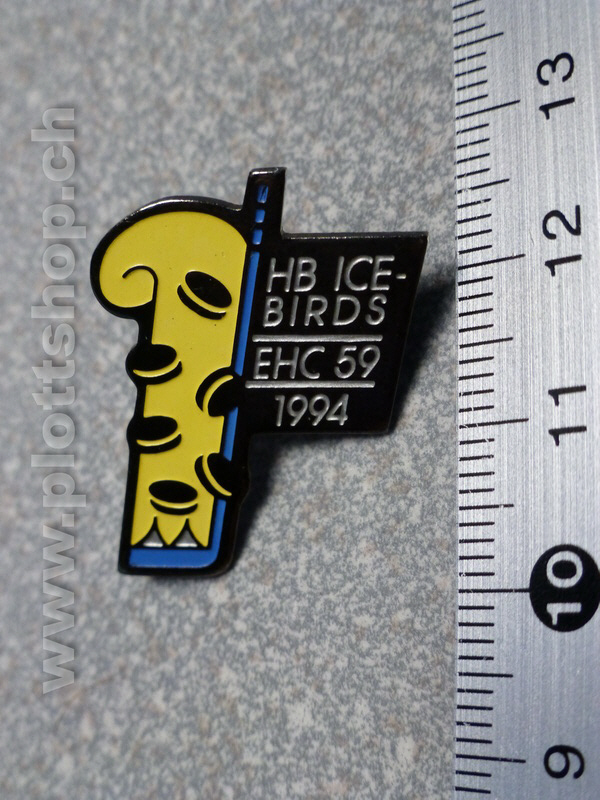 HB ICE-
BIRDS
EHC 59
1994
www.plottshop.ch
13
12
11
10
9